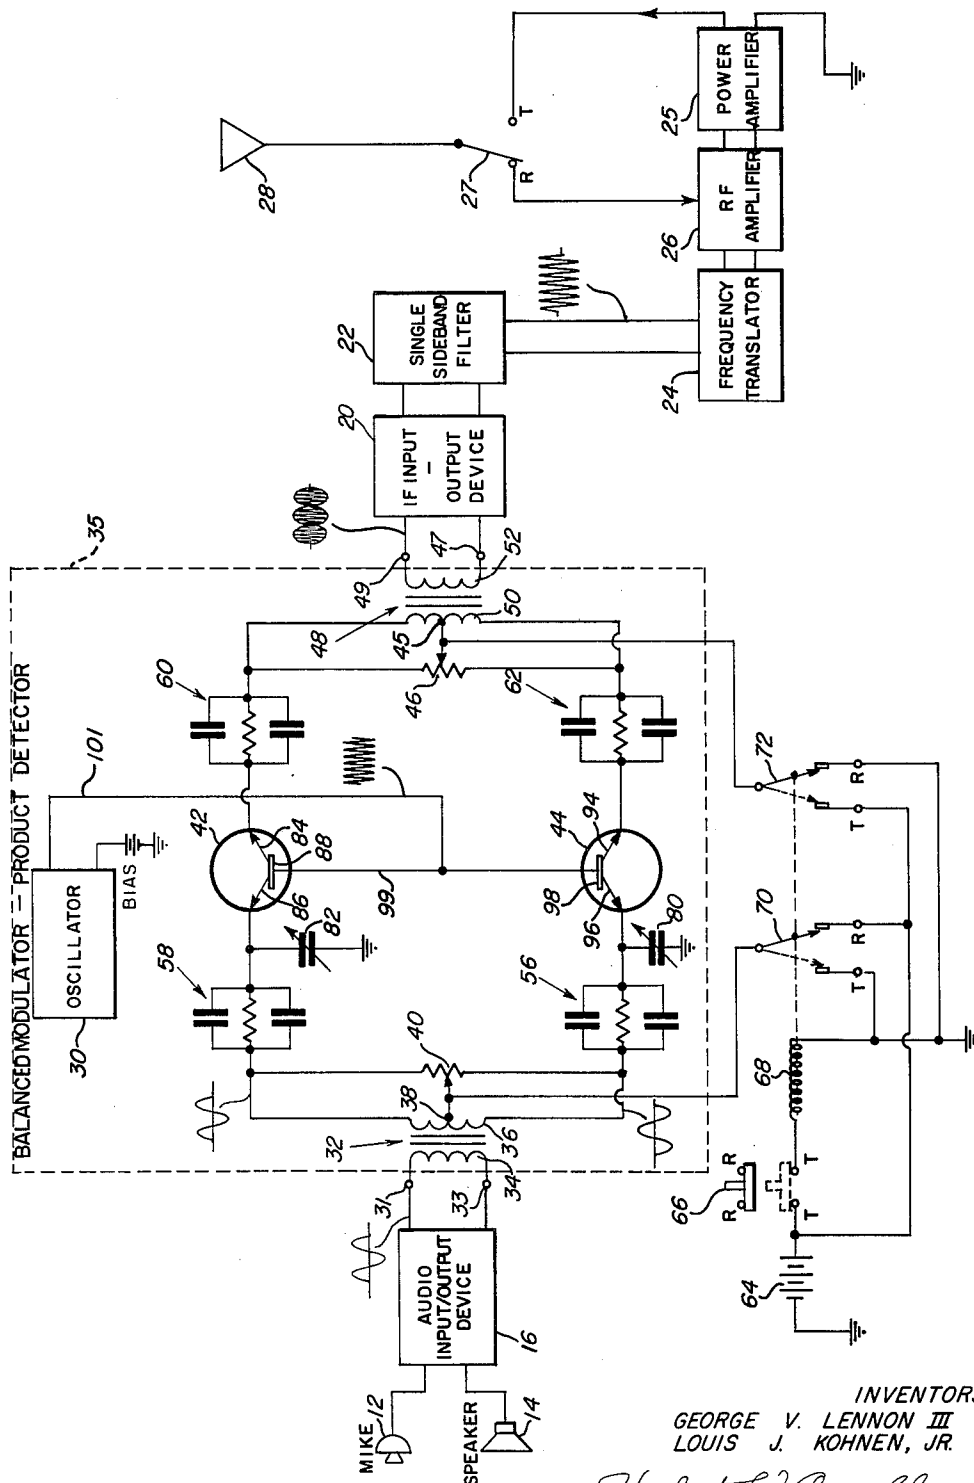 BALANCED MODULATOR – PRODUCT DETECTOR
35
OSCILLATOR
30
BIAS
101
MIKE
12
SPEAKER
14
AUDIO
INPUT/OUTPUT
DEVICE
16
31
33
34
32
36
38
40
58
56
82
80
86
84
88
42
99
96
98
94
44
60
62
46
45
48
50
52
49
47
IF INPUT
–
OUTPUT
DEVICE
20
SINGLE
SIDEBAND
FILTER
22
FREQUENCY
TRANSLATOR
24
RF
AMPLIFIER
26
POWER
AMPLIFIER
25
28
27
R
T
64
66
R
R
T
T
68
70
T
R
72
T
R
INVENTORS
GEORGE V. LENNON III
LOUIS J. KOHNEN, JR.